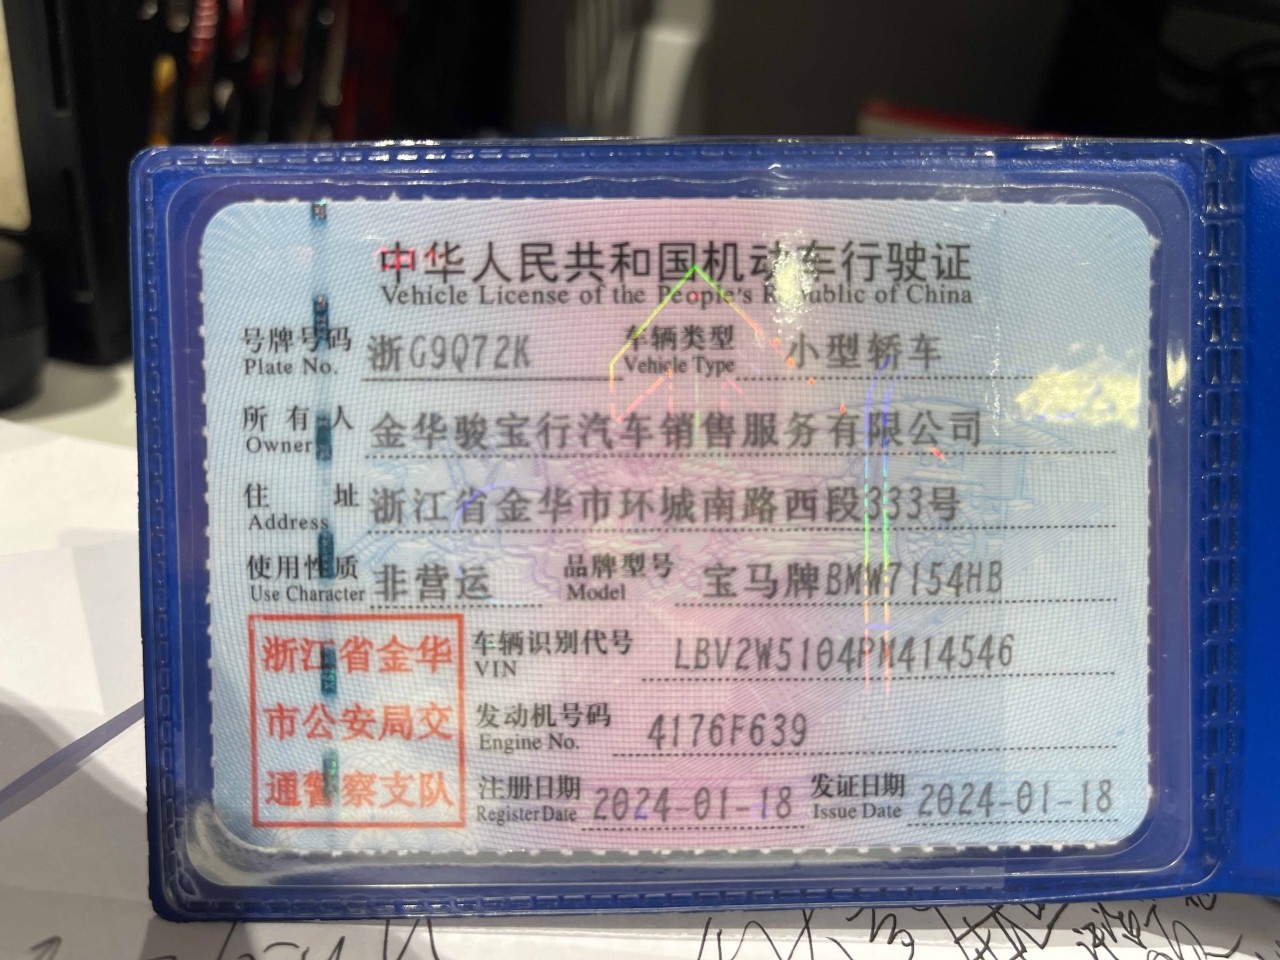 中华人民共和国机动车行驶证
Vehicle License of the People's Republic of China
号牌号码 浙G9Q72K 车辆类型 小型轿车
Plate No. Vehicle Type
所有人 金华骏宝行汽车销售服务有限公司
Owner
住址 浙江省金华市环城南路西段333号
Address
使用性质 非营运 品牌型号 宝马牌BMW7154HB
Use Character Model
浙江省金华
市公安局交
通警察支队
车辆识别代号 LBV2W5104PM414546
VIN
发动机号码 4176F639
Engine No.
注册日期 2024-01-18 发证日期 2024-01-18
Register Date Issue Date